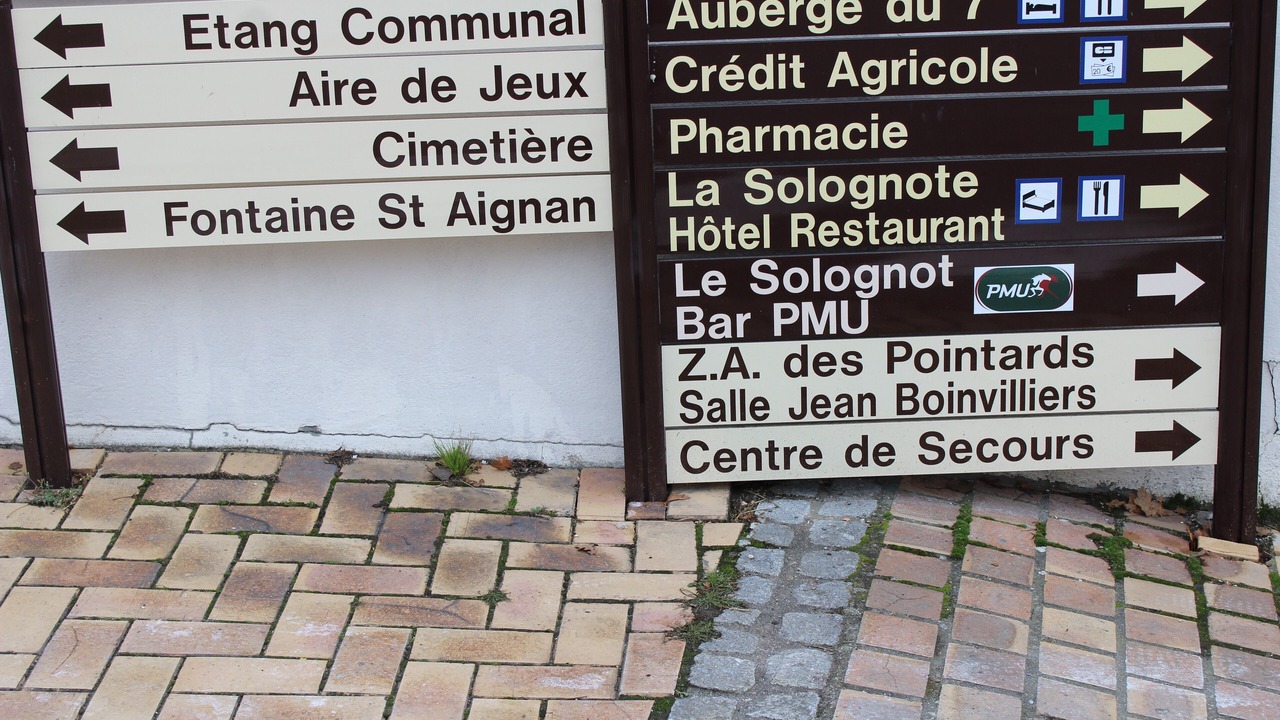 Etang Communal
Aire de Jeux
Cimetière
Fontaine St Aignan
Auberge du 7
Crédit Agricole
Pharmacie
La Solognote
Hôtel Restaurant
Le Solognot
Bar PMU
PMU
Z.A. des Pointards
Salle Jean Boinvilliers
Centre de Secours